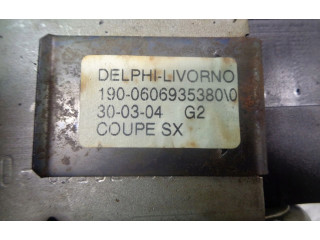 DELPHI-LIVORNO
190-0606935380\0
30-03-04 G2
COUPE SX